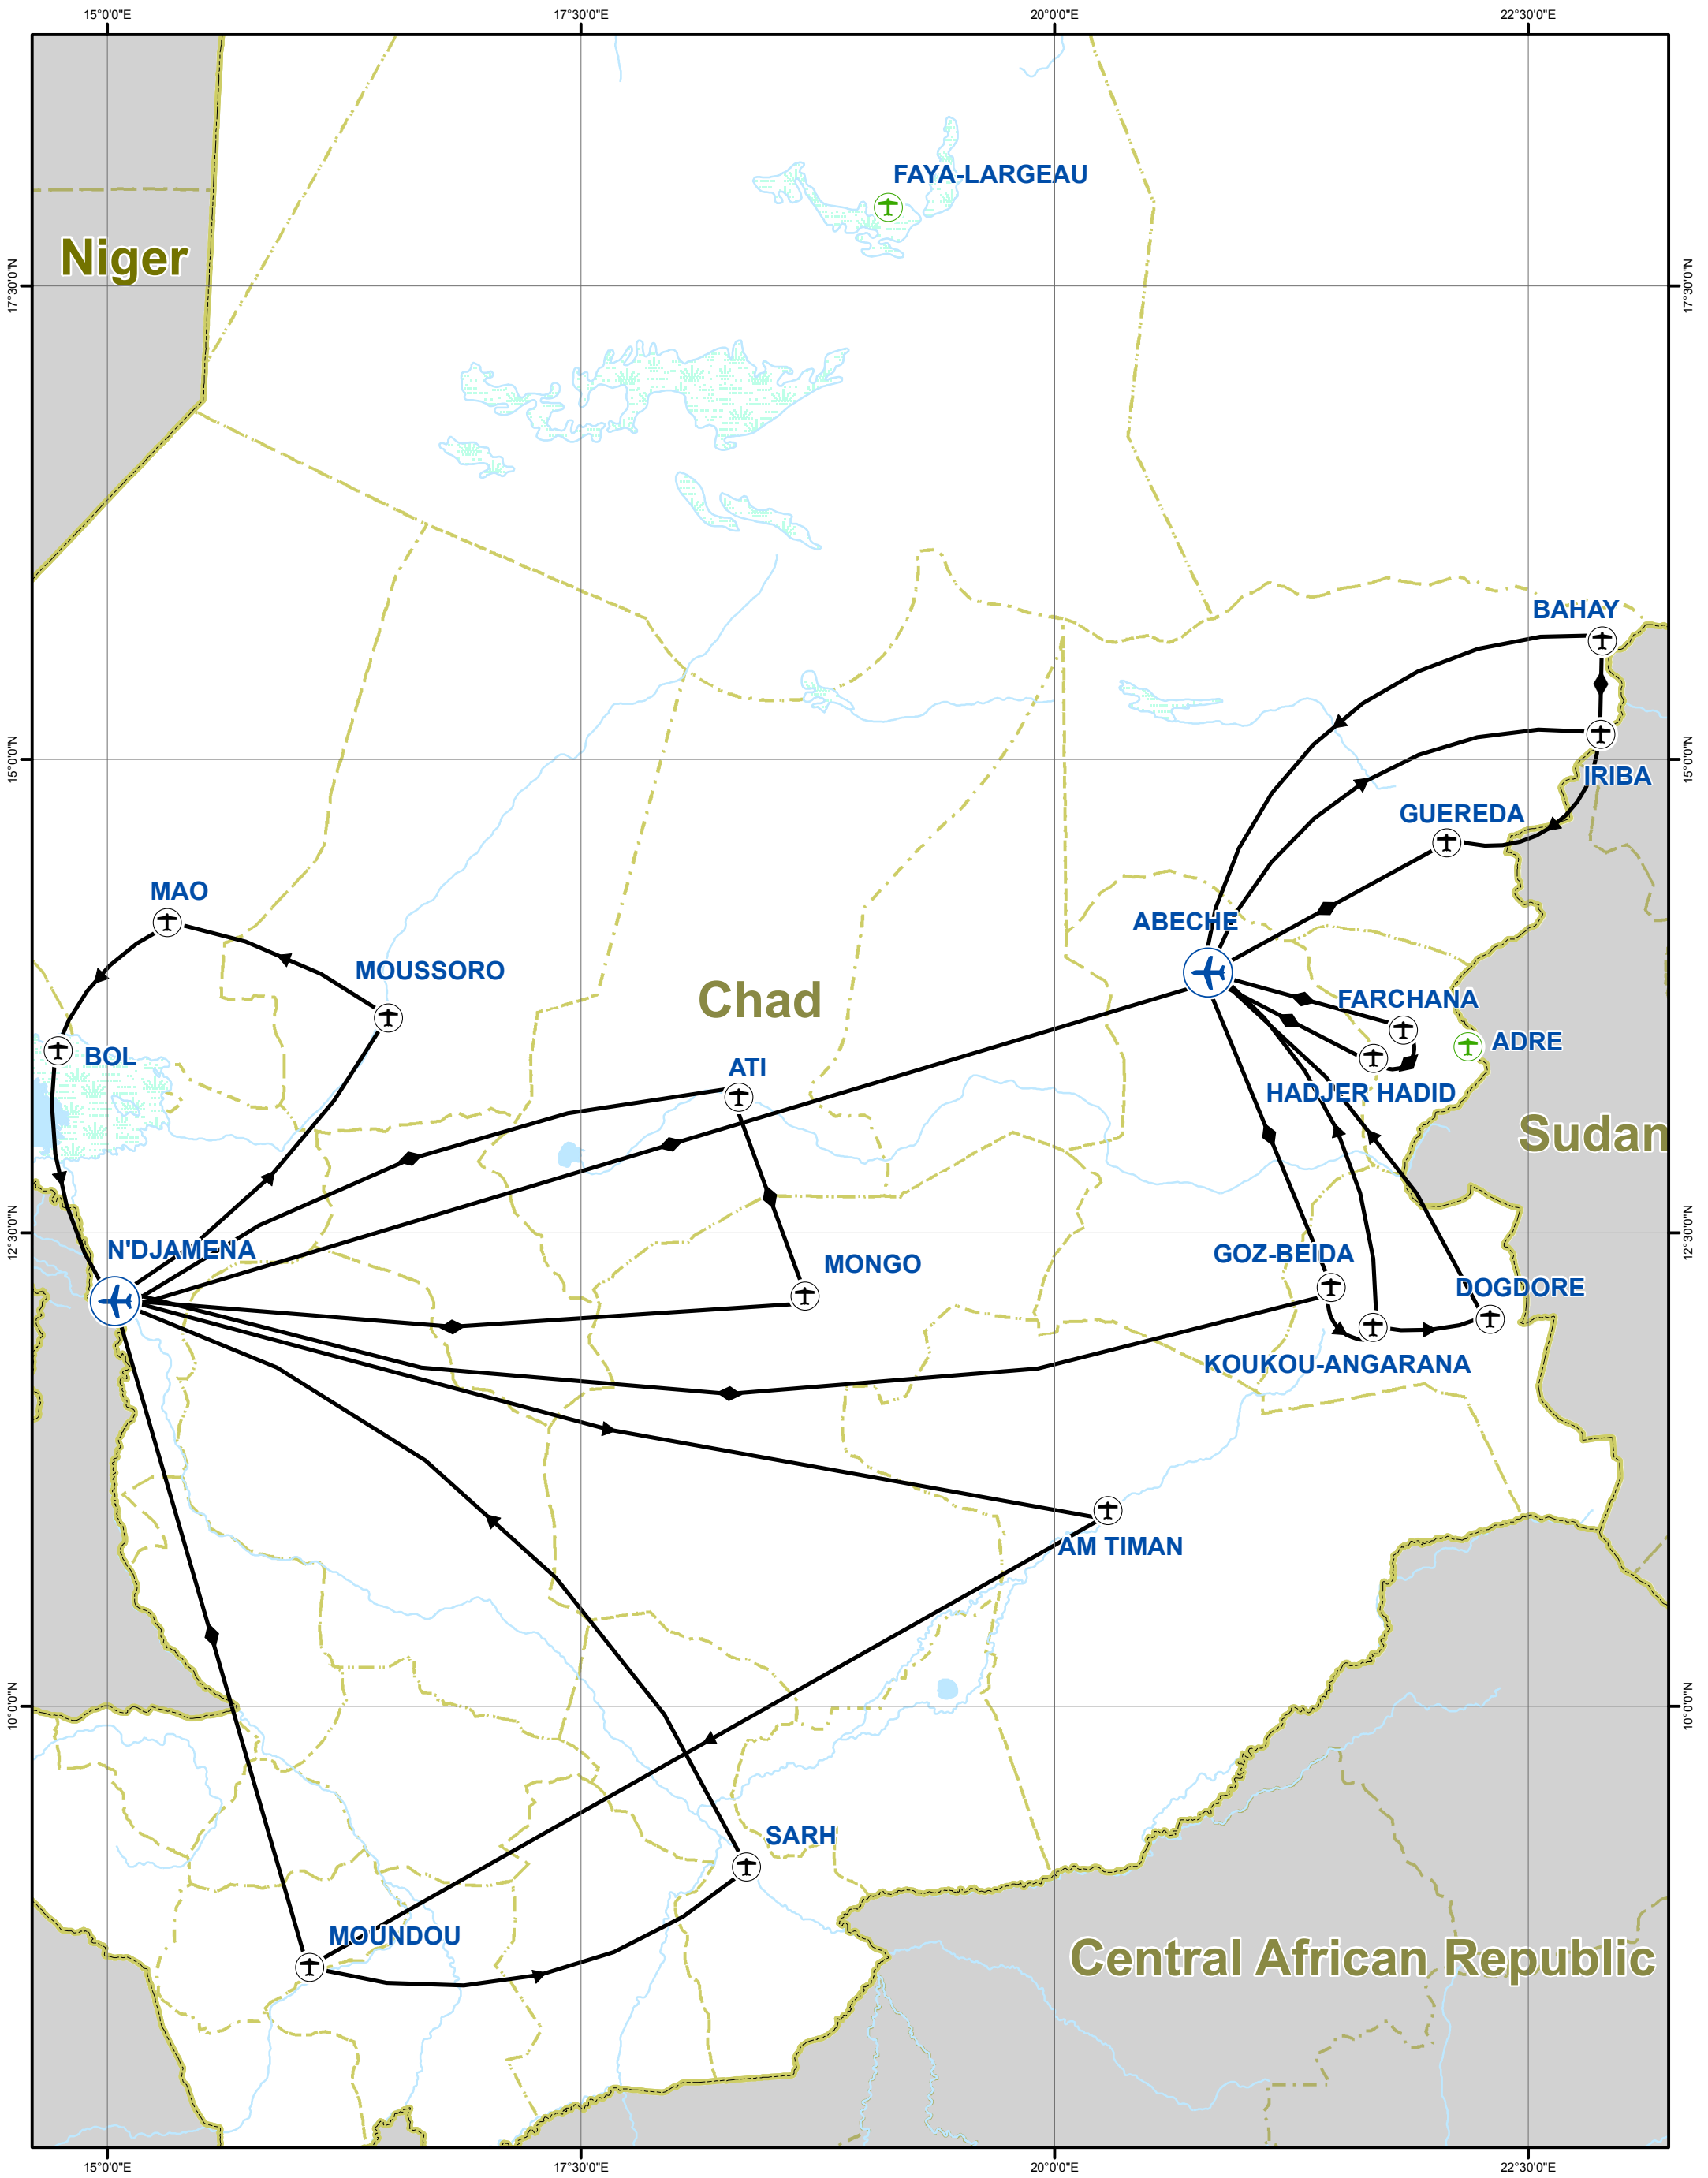 15°0'0"E
17°30'0"E
20°0'0"E
22°30'0"E
FAYA-LARGEAU
Niger
17°30'0"N
17°30'0"N
BAHAY
15°0'0"N
15°0'0"N
IRIBA
GUEREDA
MAO
ABECHE
MOUSSORO
Chad
FARCHANA
ADRE
BOL
ATI
HADJER HADID
Sudan
12°30'0"N
12°30'0"N
N'DJAMENA
GOZ-BEIDA
MONGO
DOGDORE
KOUKOU-ANGARANA
AM TIMAN
10°0'0"N
10°0'0"N
SARH
MOUNDOU
Central African Republic
15°0'0"E
17°30'0"E
20°0'0"E
22°30'0"E